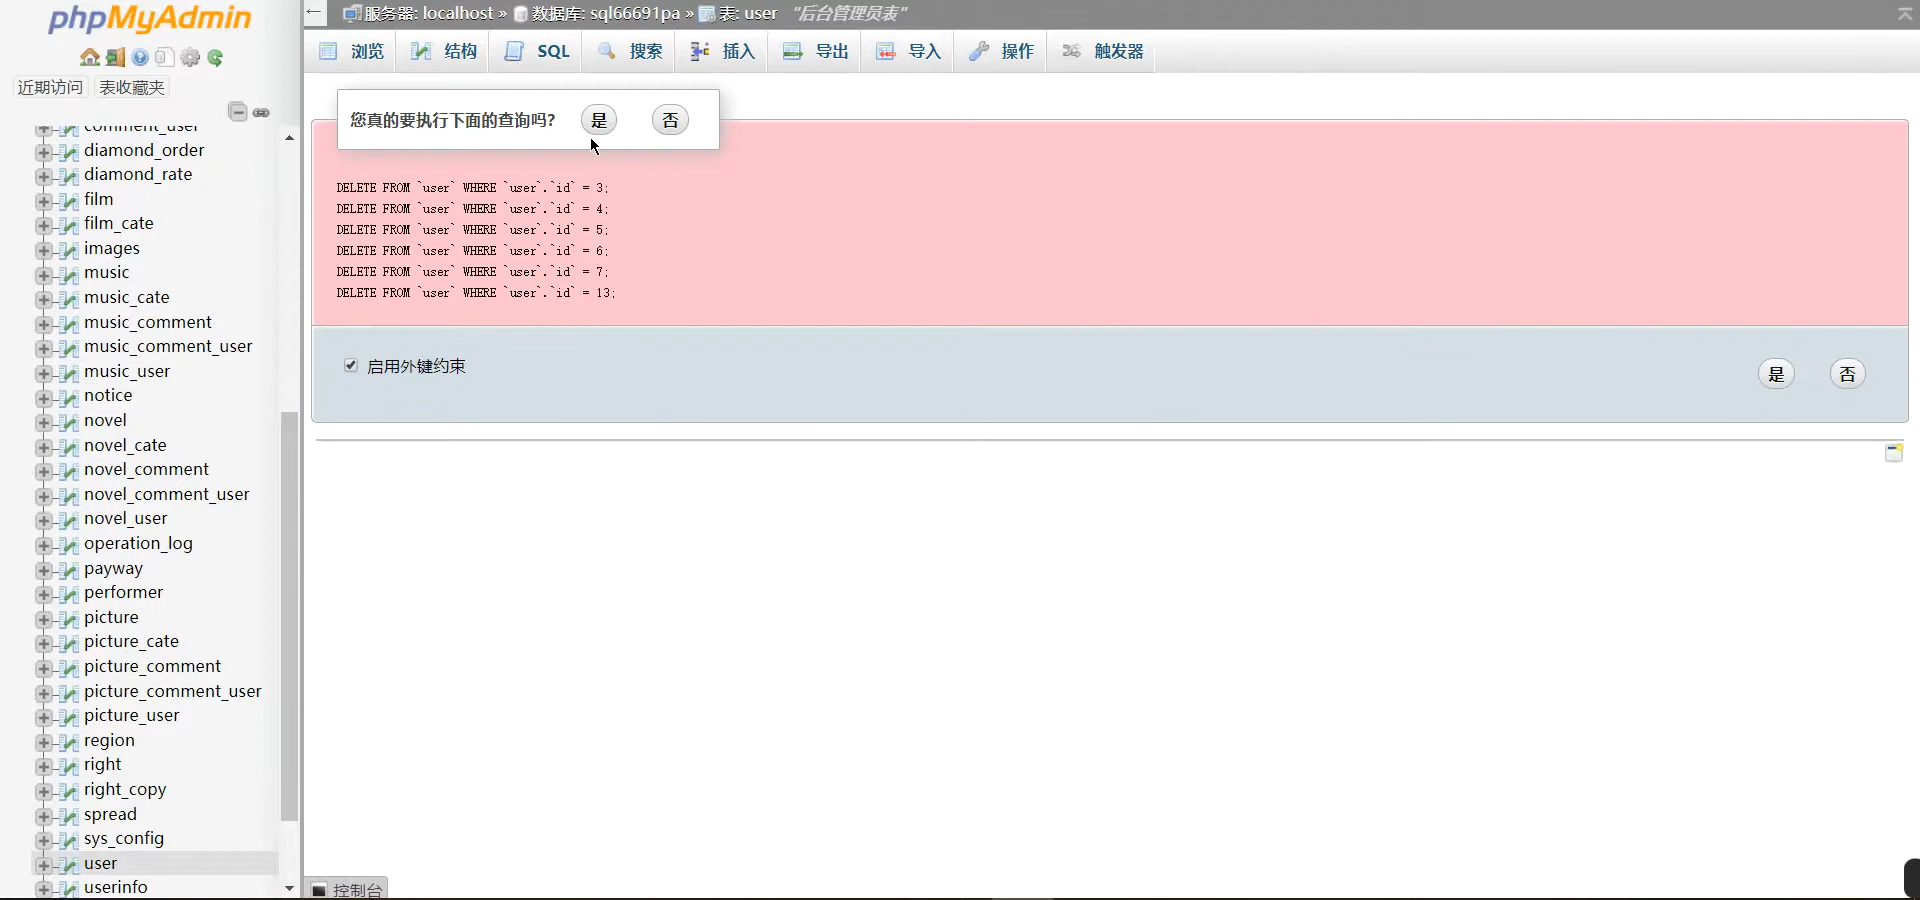 phpMyAdmin
近期访问 表收藏夹
comment_user
diamond_order
diamond_rate
film
film_cate
images
music
music_cate
music_comment
music_comment_user
music_user
notice
novel
novel_cate
novel_comment
novel_comment_user
novel_user
operation_log
payway
performer
picture
picture_cate
picture_comment
picture_comment_user
picture_user
region
right
right_copy
spread
sys_config
user
userinfo
服务器: localhost » 数据库: sql66691pa » 表: user "后台管理员表"
浏览 结构 SQL 搜索 插入 导出 导入 操作 触发器
您真的要执行下面的查询吗? 是 否
DELETE FROM `user` WHERE `user`.`id` = 3;
DELETE FROM `user` WHERE `user`.`id` = 4;
DELETE FROM `user` WHERE `user`.`id` = 5;
DELETE FROM `user` WHERE `user`.`id` = 6;
DELETE FROM `user` WHERE `user`.`id` = 7;
DELETE FROM `user` WHERE `user`.`id` = 13;
启用外键约束
是 否
控制台